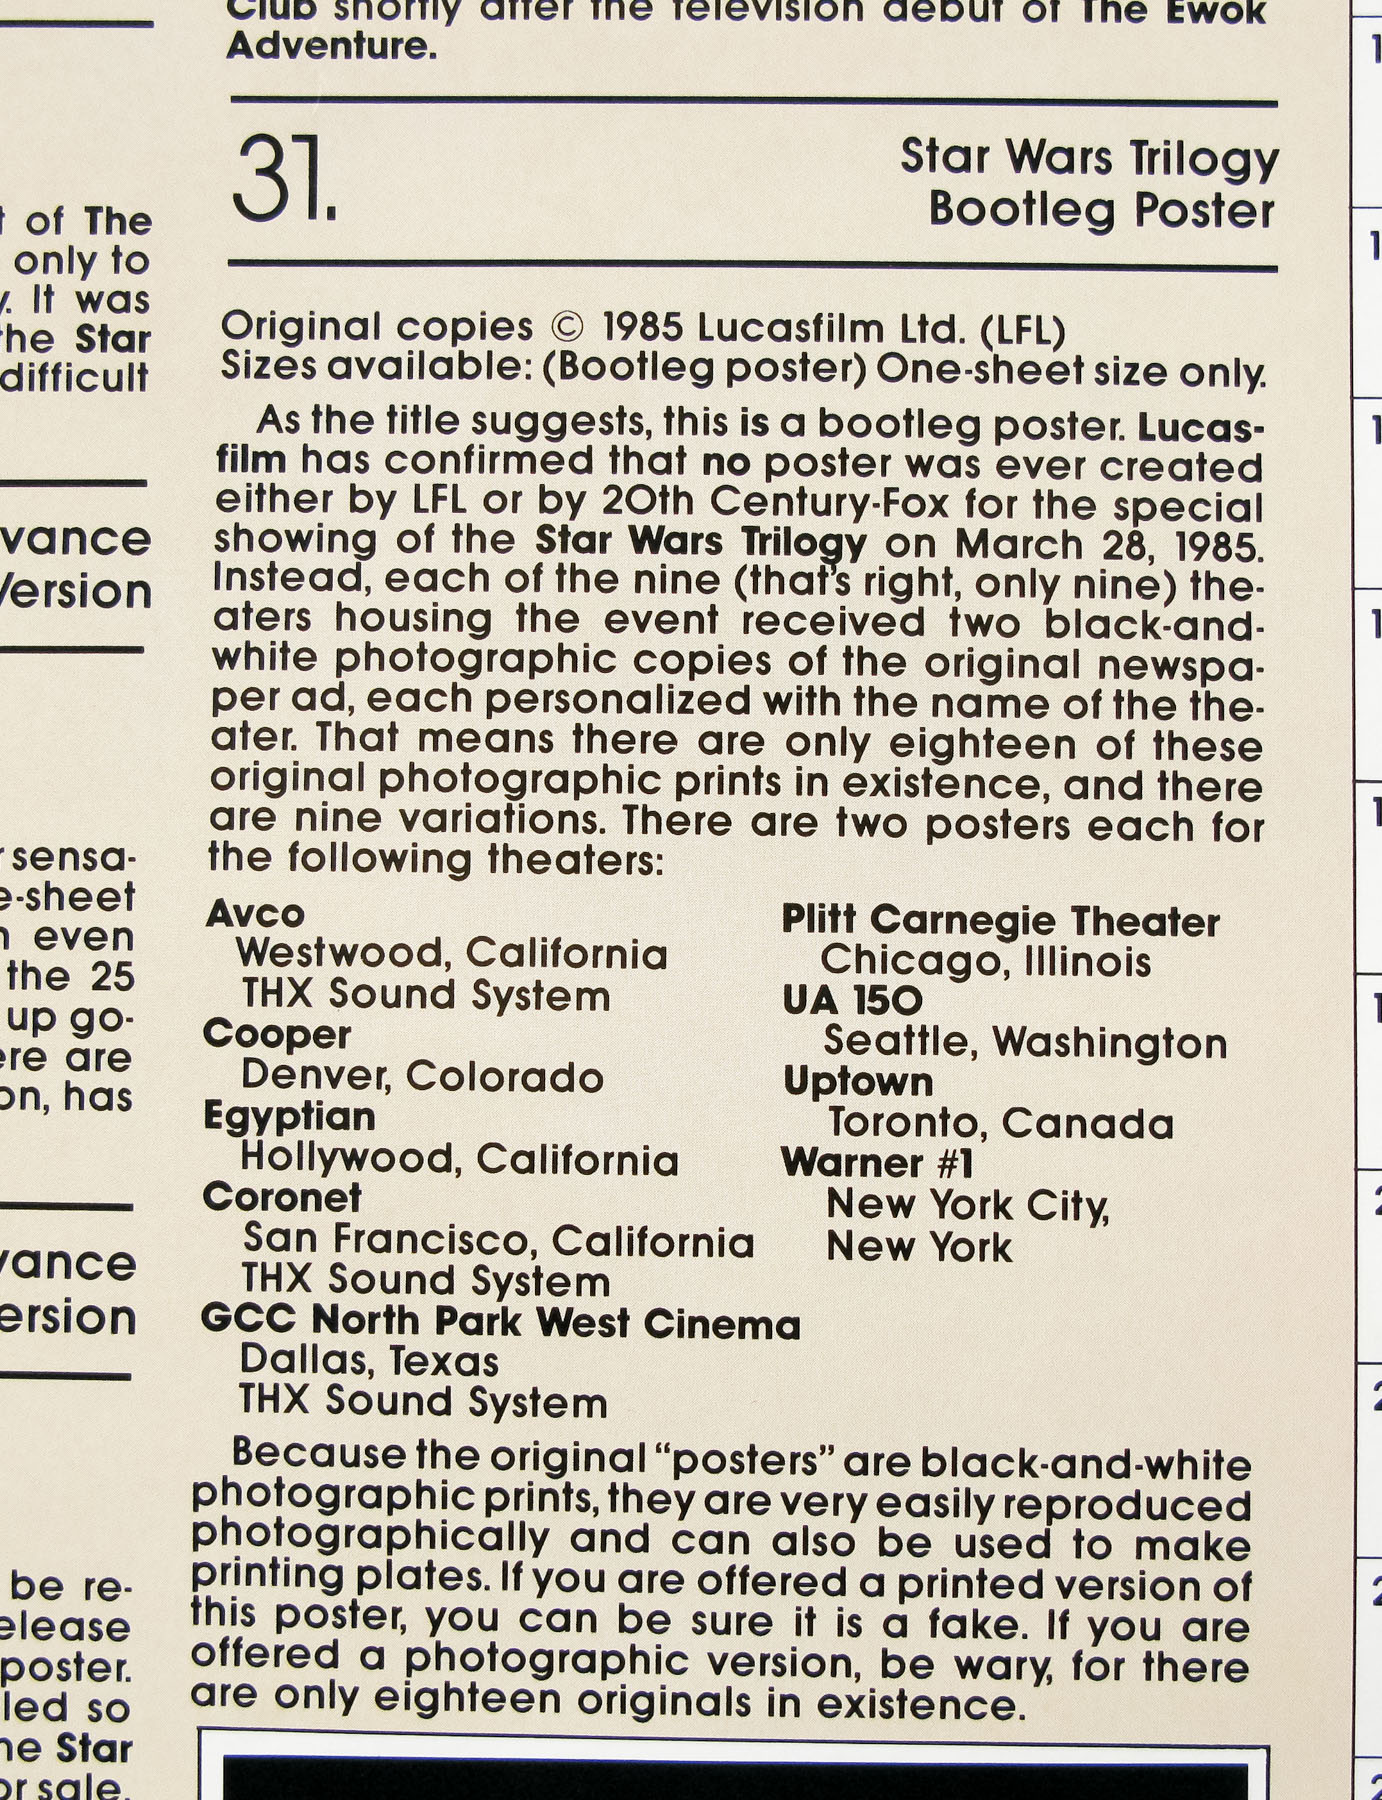 of The
only to
It was
the Star
difficult
vance
Version
sensa-
e-sheet
even
the 25
up go-
ere are
on, has
vance
ersion
be re-
elease
poster.
led so
he Star
or sale.
Club shortly after the television debut of The Ewok
Adventure.
31.
Star Wars Trilogy
Bootleg Poster
Original copies © 1985 Lucasfilm Ltd. (LFL)
Sizes available: (Bootleg poster) One-sheet size only.
As the title suggests, this is a bootleg poster. Lucas-
film has confirmed that no poster was ever created
either by LFL or by 20th Century-Fox for the special
showing of the Star Wars Trilogy on March 28, 1985.
Instead, each of the nine (that's right, only nine) the-
aters housing the event received two black-and-
white photographic copies of the original newspa-
per ad, each personalized with the name of the the-
ater. That means there are only eighteen of these
original photographic prints in existence, and there
are nine variations. There are two posters each for
the following theaters:
Avco
Westwood, California
THX Sound System
Cooper
Denver, Colorado
Egyptian
Hollywood, California
Coronet
San Francisco, California
THX Sound System
GCC North Park West Cinema
Dallas, Texas
THX Sound System
Plitt Carnegie Theater
Chicago, Illinois
UA 150
Seattle, Washington
Uptown
Toronto, Canada
Warner #1
New York City,
New York
Because the original “posters” are black-and-white
photographic prints, they are very easily reproduced
photographically and can also be used to make
printing plates. If you are offered a printed version of
this poster, you can be sure it is a fake. If you are
offered a photographic version, be wary, for there
are only eighteen originals in existence.